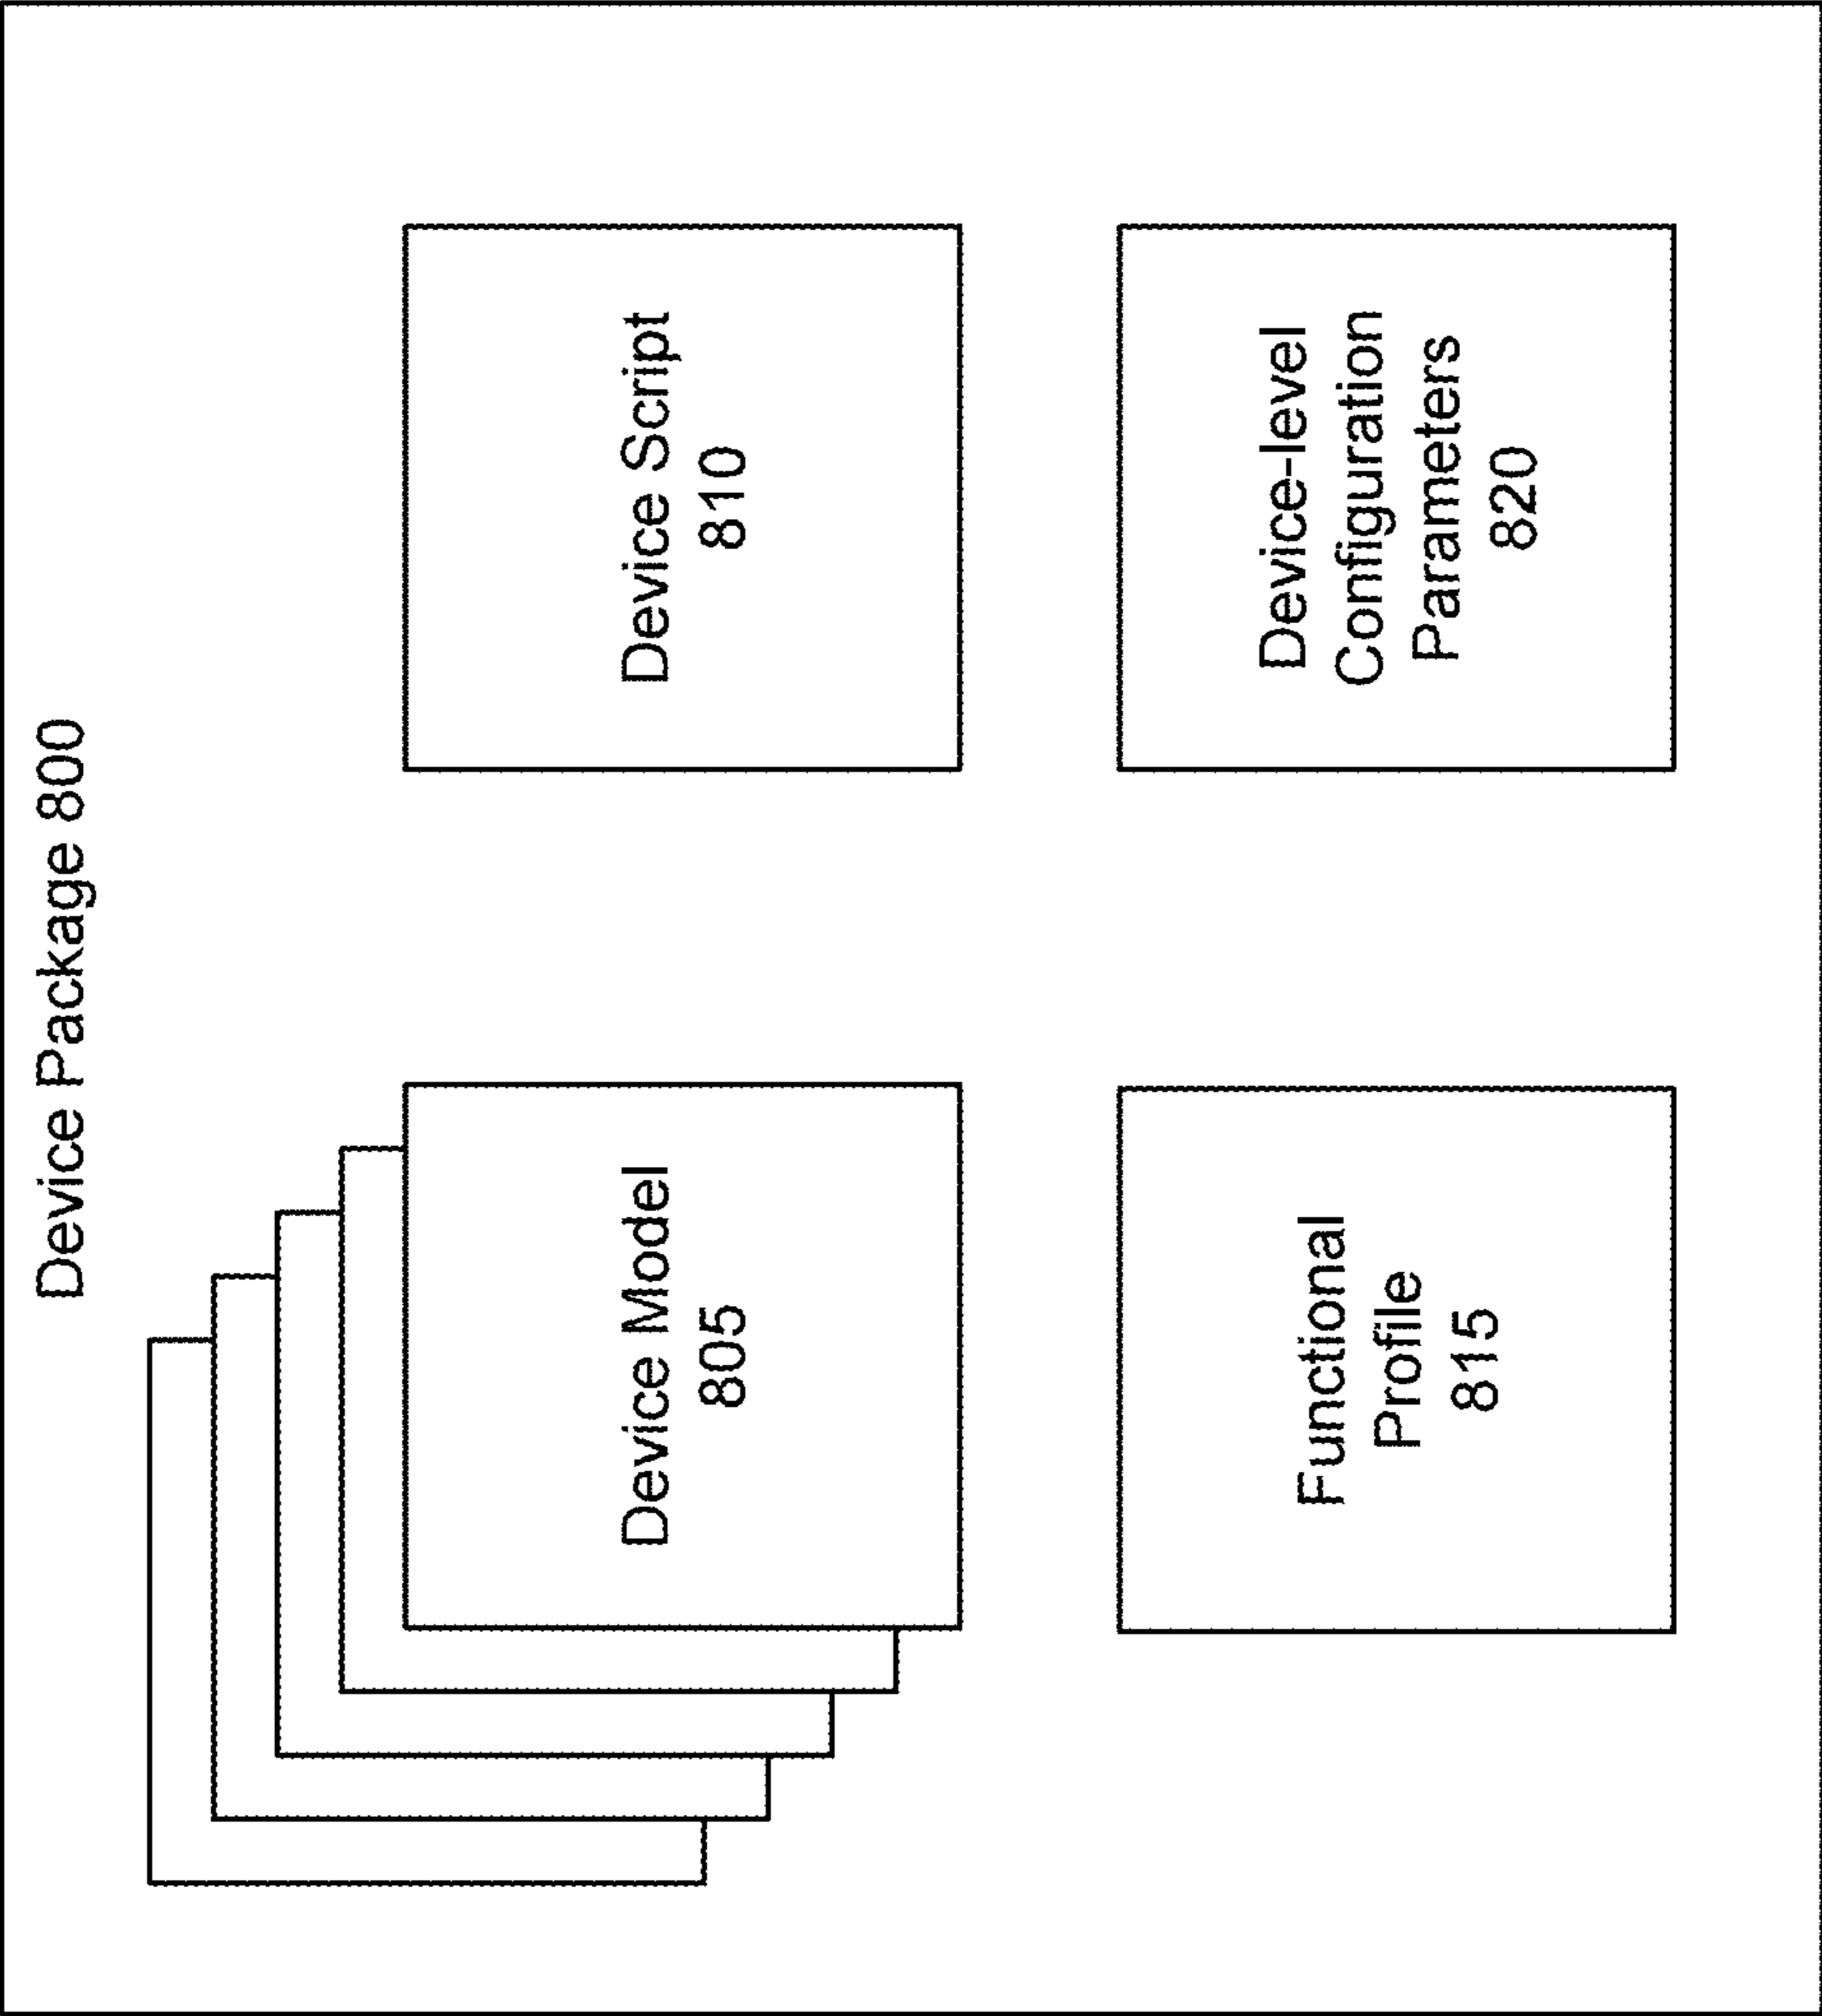 Device Package 800
Device Model
805
Device Script
810
Functional
Profile
815
Device-level
Configuration
Parameters
820